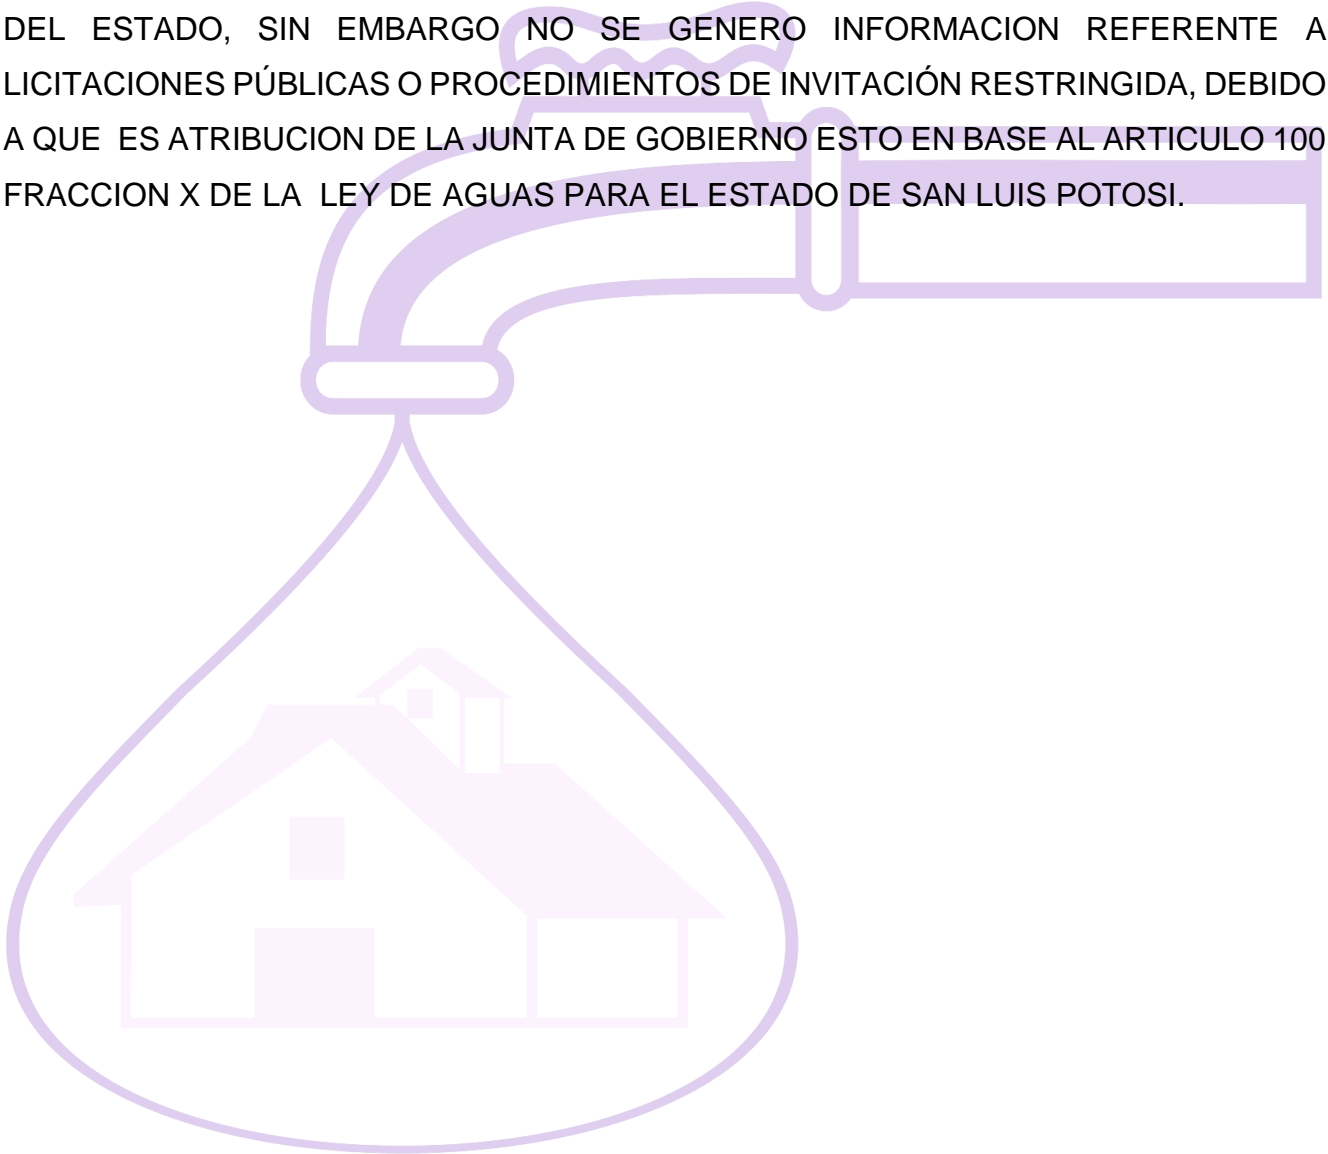 DEL ESTADO, SIN EMBARGO NO SE GENERO INFORMACION REFERENTE A
LICITACIONES PÚBLICAS O PROCEDIMIENTOS DE INVITACIÓN RESTRINGIDA, DEBIDO
A QUE ES ATRIBUCION DE LA JUNTA DE GOBIERNO ESTO EN BASE AL ARTICULO 100
FRACCION X DE LA LEY DE AGUAS PARA EL ESTADO DE SAN LUIS POTOSI.